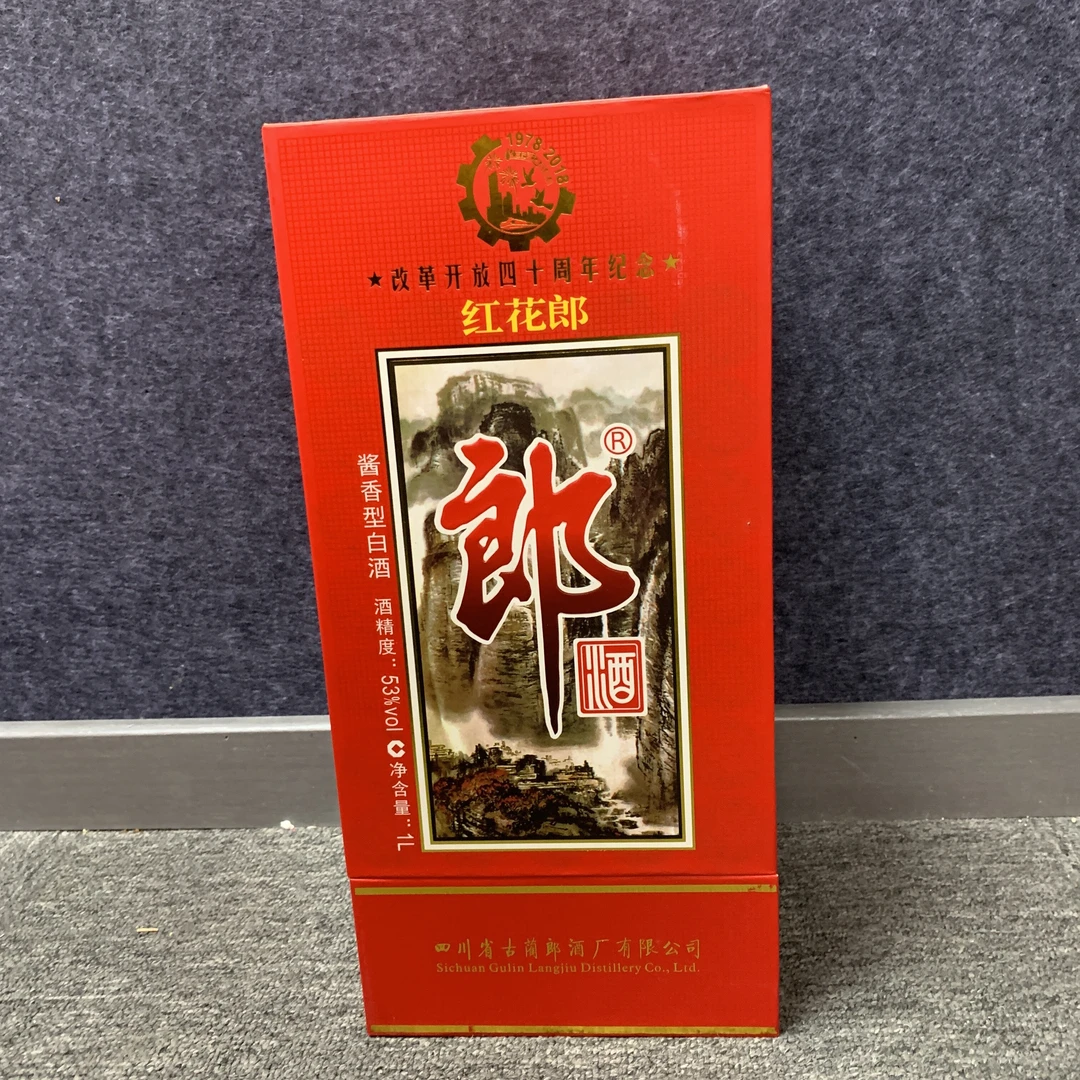 1978-2018
★改革开放四十周年纪念★
红花郎
郎®
酒
酱香型白酒
酒精度：53%vol
净含量：1L
四川省古蔺郎酒厂有限公司
Sichuan Gulin Langjiu Distillery Co., Ltd.